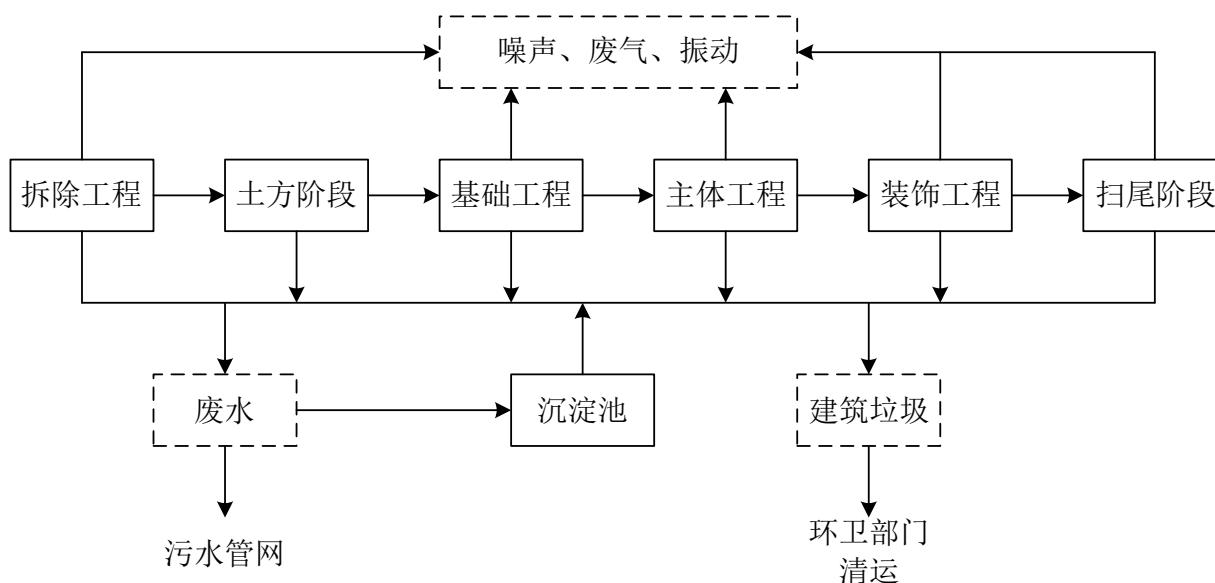 噪声、废气、振动
拆除工程
土方阶段
基础工程
主体工程
装饰工程
扫尾阶段
废水
沉淀池
建筑垃圾
污水管网
环卫部门
清运